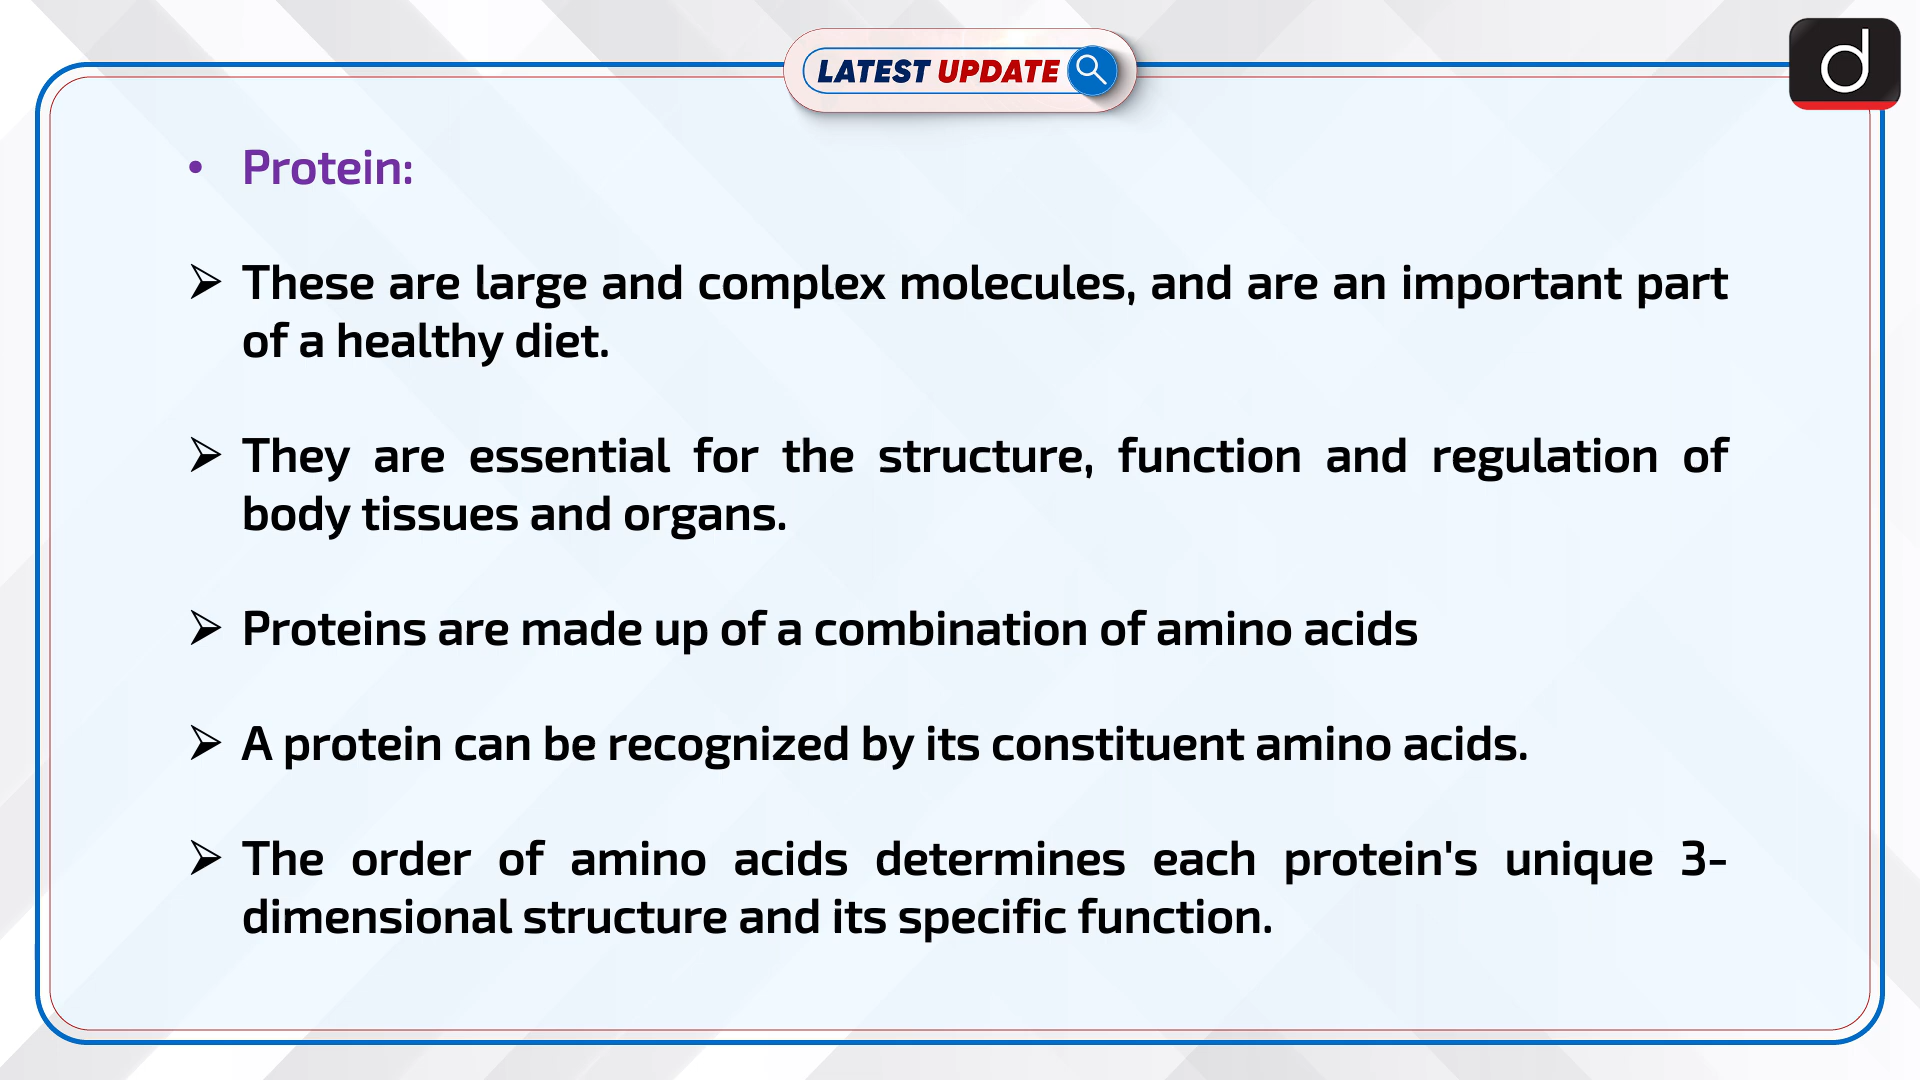 LATEST UPDATE
d
• Protein:
➢ These are large and complex molecules, and are an important part
of a healthy diet.
➢ They are essential for the structure, function and regulation of
body tissues and organs.
➢ Proteins are made up of a combination of amino acids
➢ A protein can be recognized by its constituent amino acids.
➢ The order of amino acids determines each protein's unique 3-
dimensional structure and its specific function.